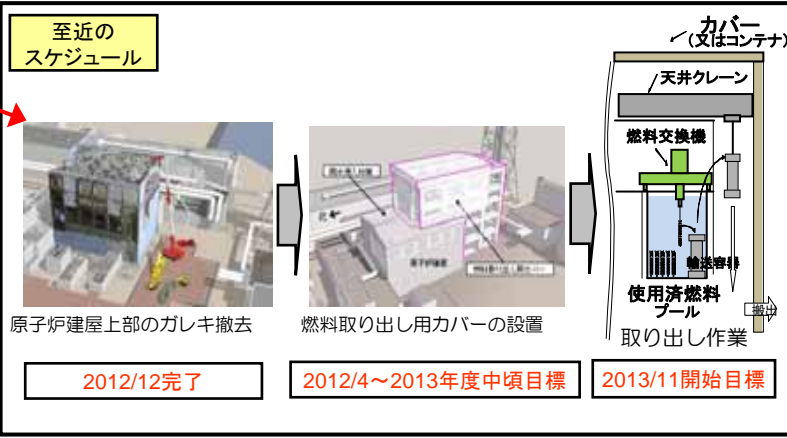 至近の
スケジュール
カバー
(又はコンテナ)
天井クレーン
燃料交換機
輸送容器
使用済燃料
プール
搬出
取り出し作業
原子炉建屋上部のガレキ撤去
燃料取り出し用カバーの設置
2012/12完了
2012/4～2013年度中頃目標
2013/11開始目標